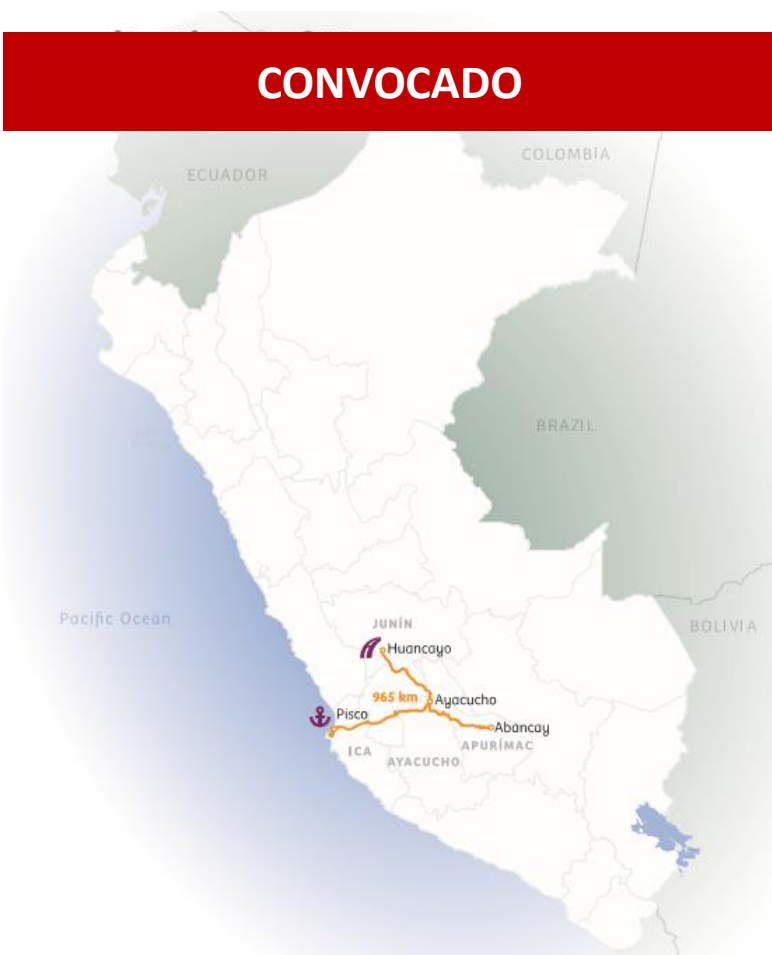 CONVOCADO
COLOMBIA
ECUADOR
BRAZIL
Pacific Ocean
JUNÍN
BOLIVIA
Huancayo
965 km
Ayacucho
Pisco
Abancay
ICA
APURÍMAC
AYACUCHO